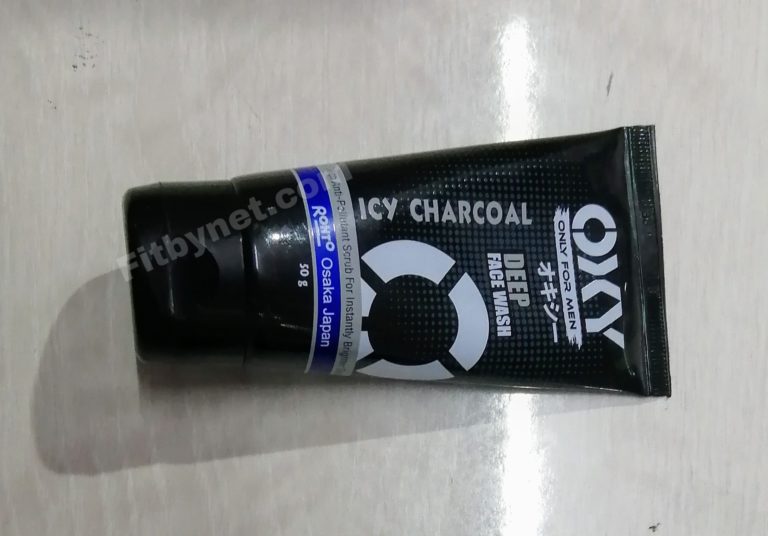 OXY
ONLY FOR MEN
オキシー
DEEP
FACE WASH
ICY CHARCOAL
Anti-Pollutant Scrub For Instantly
ROHTO Osaka Japan
50 g
Fitbynet.com